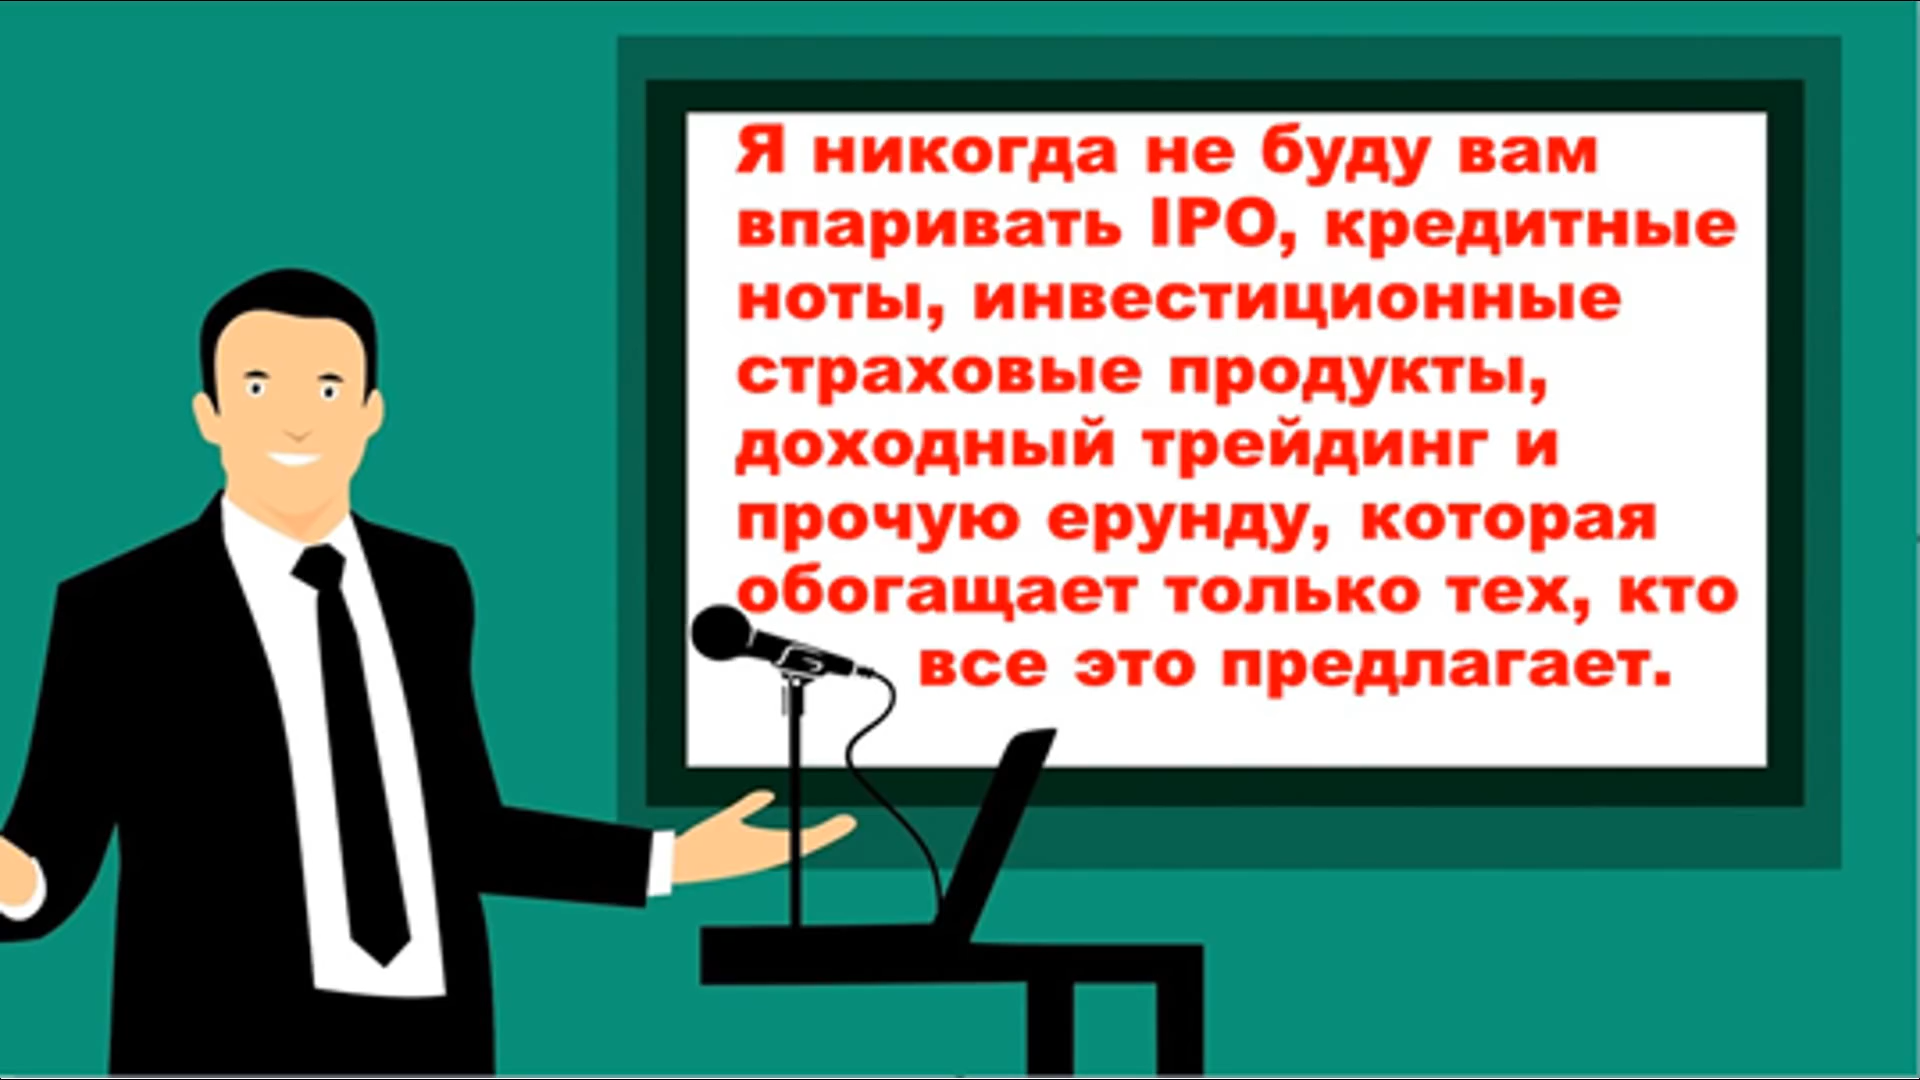 Я никогда не буду вам
впаривать IPO, кредитные
ноты, инвестиционные
страховые продукты,
доходный трейдинг и
прочую ерунду, которая
обогащает только тех, кто
все это предлагает.